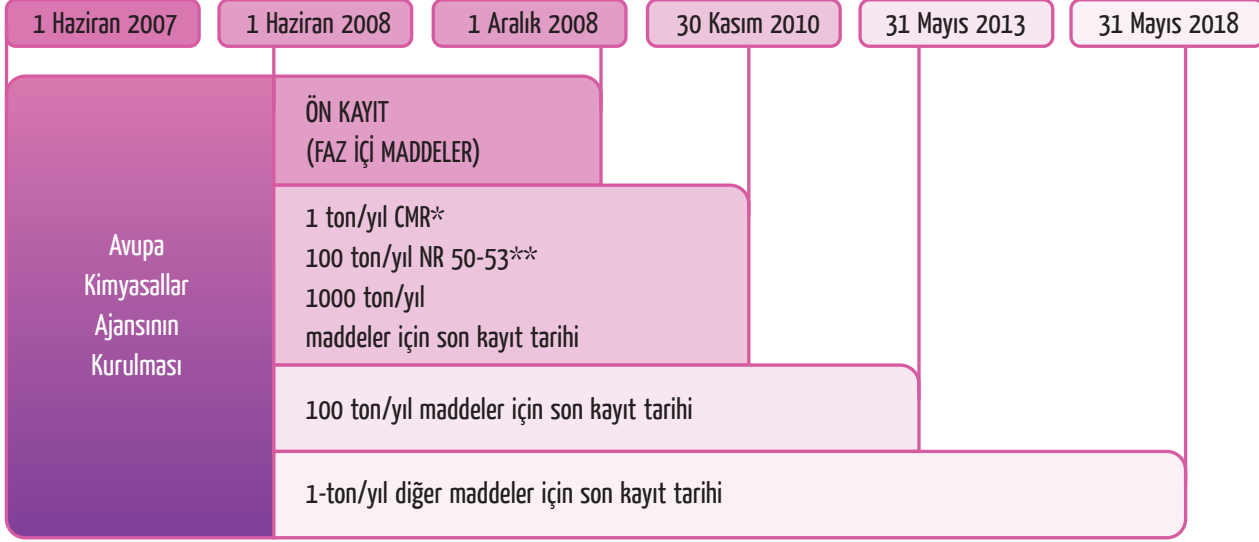 1 Haziran 2007
1 Haziran 2008
1 Aralık 2008
30 Kasım 2010
31 Mayıs 2013
31 Mayıs 2018
Avupa
Kimyasallar
Ajansının
Kurulması
ÖN KAYIT
(FAZ İÇİ MADDELER)
1 ton/yıl CMR*
100 ton/yıl NR 50-53**
1000 ton/yıl
maddeler için son kayıt tarihi
100 ton/yıl maddeler için son kayıt tarihi
1-ton/yıl diğer maddeler için son kayıt tarihi